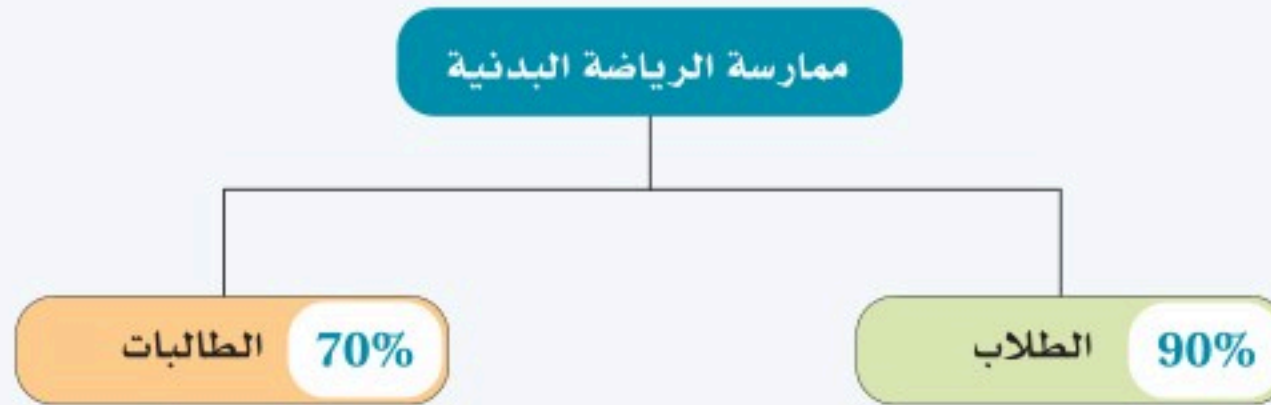 ممارسة الرياضة البدنية
90% الطلاب
70% الطالبات